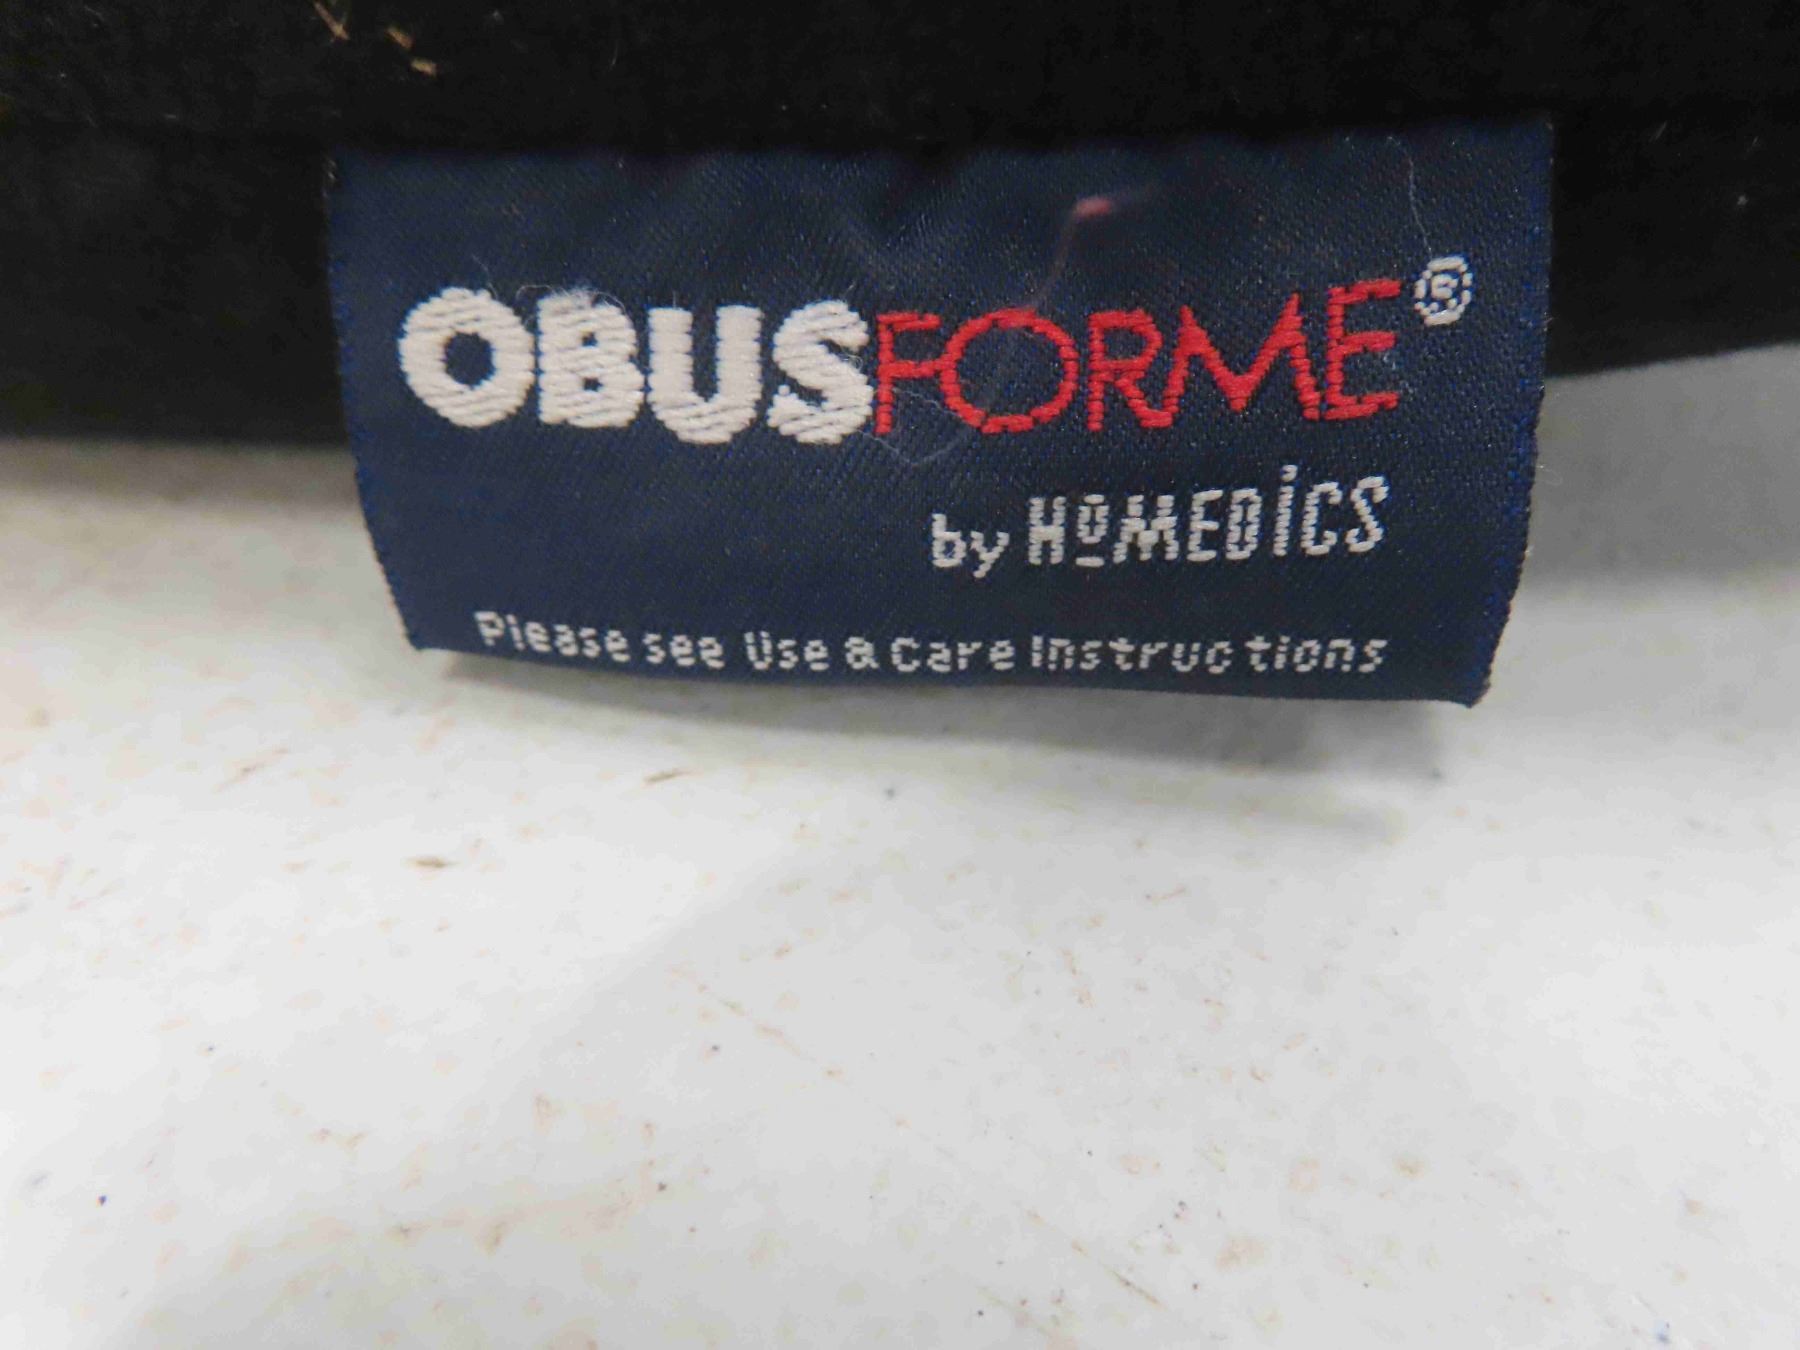 OBUSFORME®
by HoMEDiCS
Please see Use & Care Instructions